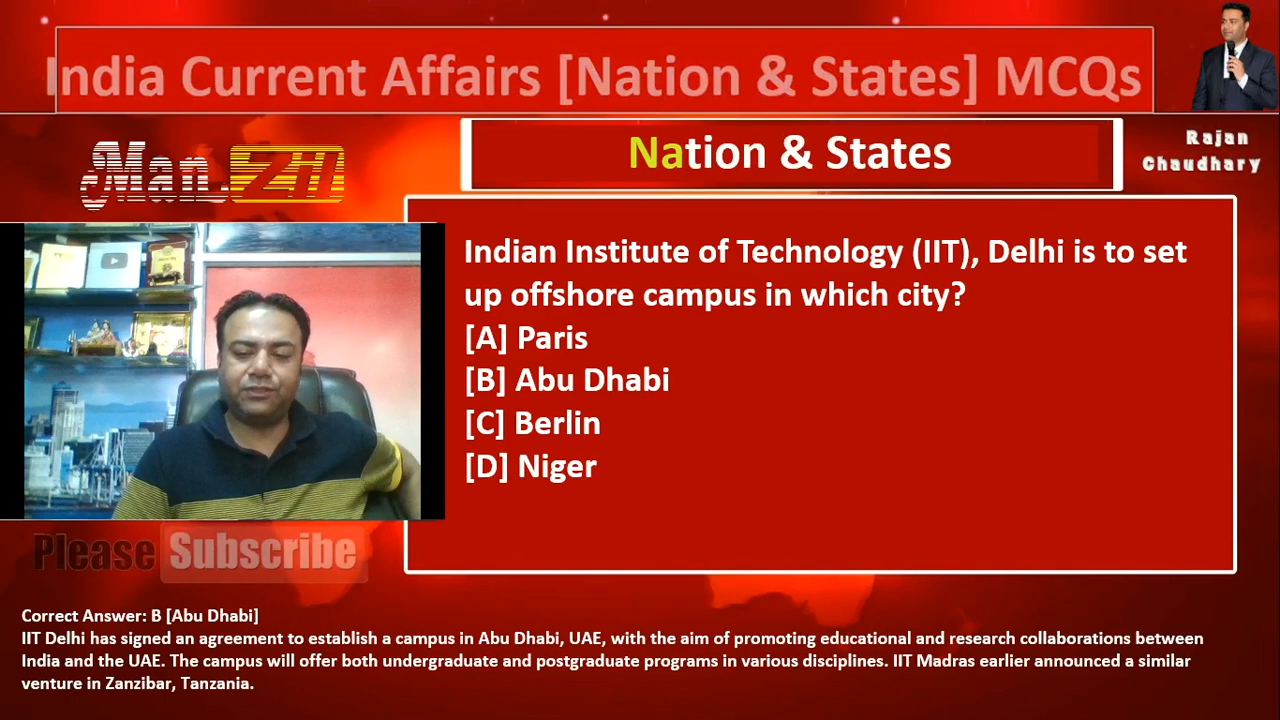 India Current Affairs [Nation & States] MCQs
Rajan
Chaudhary
ManZil
Nation & States
Indian Institute of Technology (IIT), Delhi is to set
up offshore campus in which city?
[A] Paris
[B] Abu Dhabi
[C] Berlin
[D] Niger
Please Subscribe
Correct Answer: B [Abu Dhabi]
IIT Delhi has signed an agreement to establish a campus in Abu Dhabi, UAE, with the aim of promoting educational and research collaborations between
India and the UAE. The campus will offer both undergraduate and postgraduate programs in various disciplines. IIT Madras earlier announced a similar
venture in Zanzibar, Tanzania.